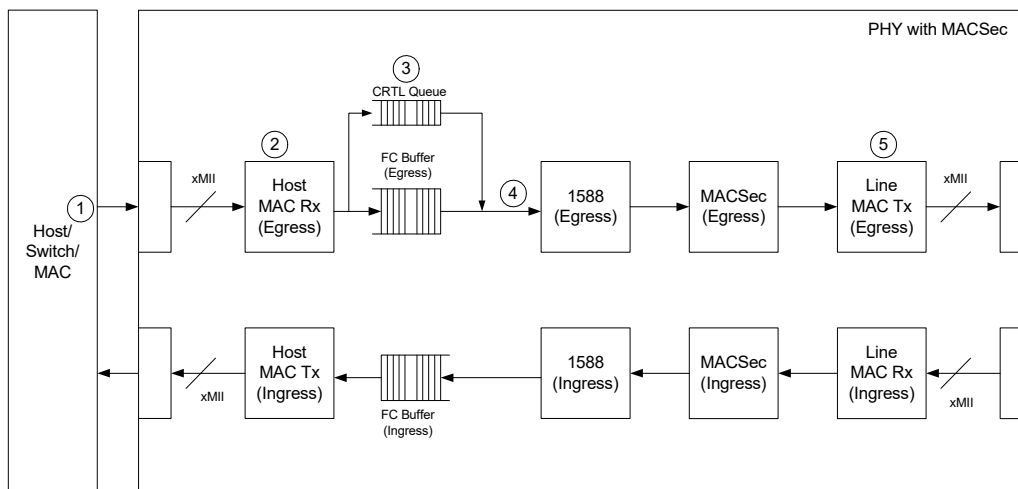 PHY with MACSec
3
CRTL Queue
2
FC Buffer
(Egress)
5
1
xMII
Host
MAC Rx
(Egress)
4
1588
(Egress)
MACSec
(Egress)
Line
MAC Tx
(Egress)
xMII
Host/
Switch/
MAC
Host
MAC Tx
(Ingress)
1588
(Ingress)
MACSec
(Ingress)
Line
MAC Rx
(Ingress)
xMII
FC Buffer
(Ingress)
xMII